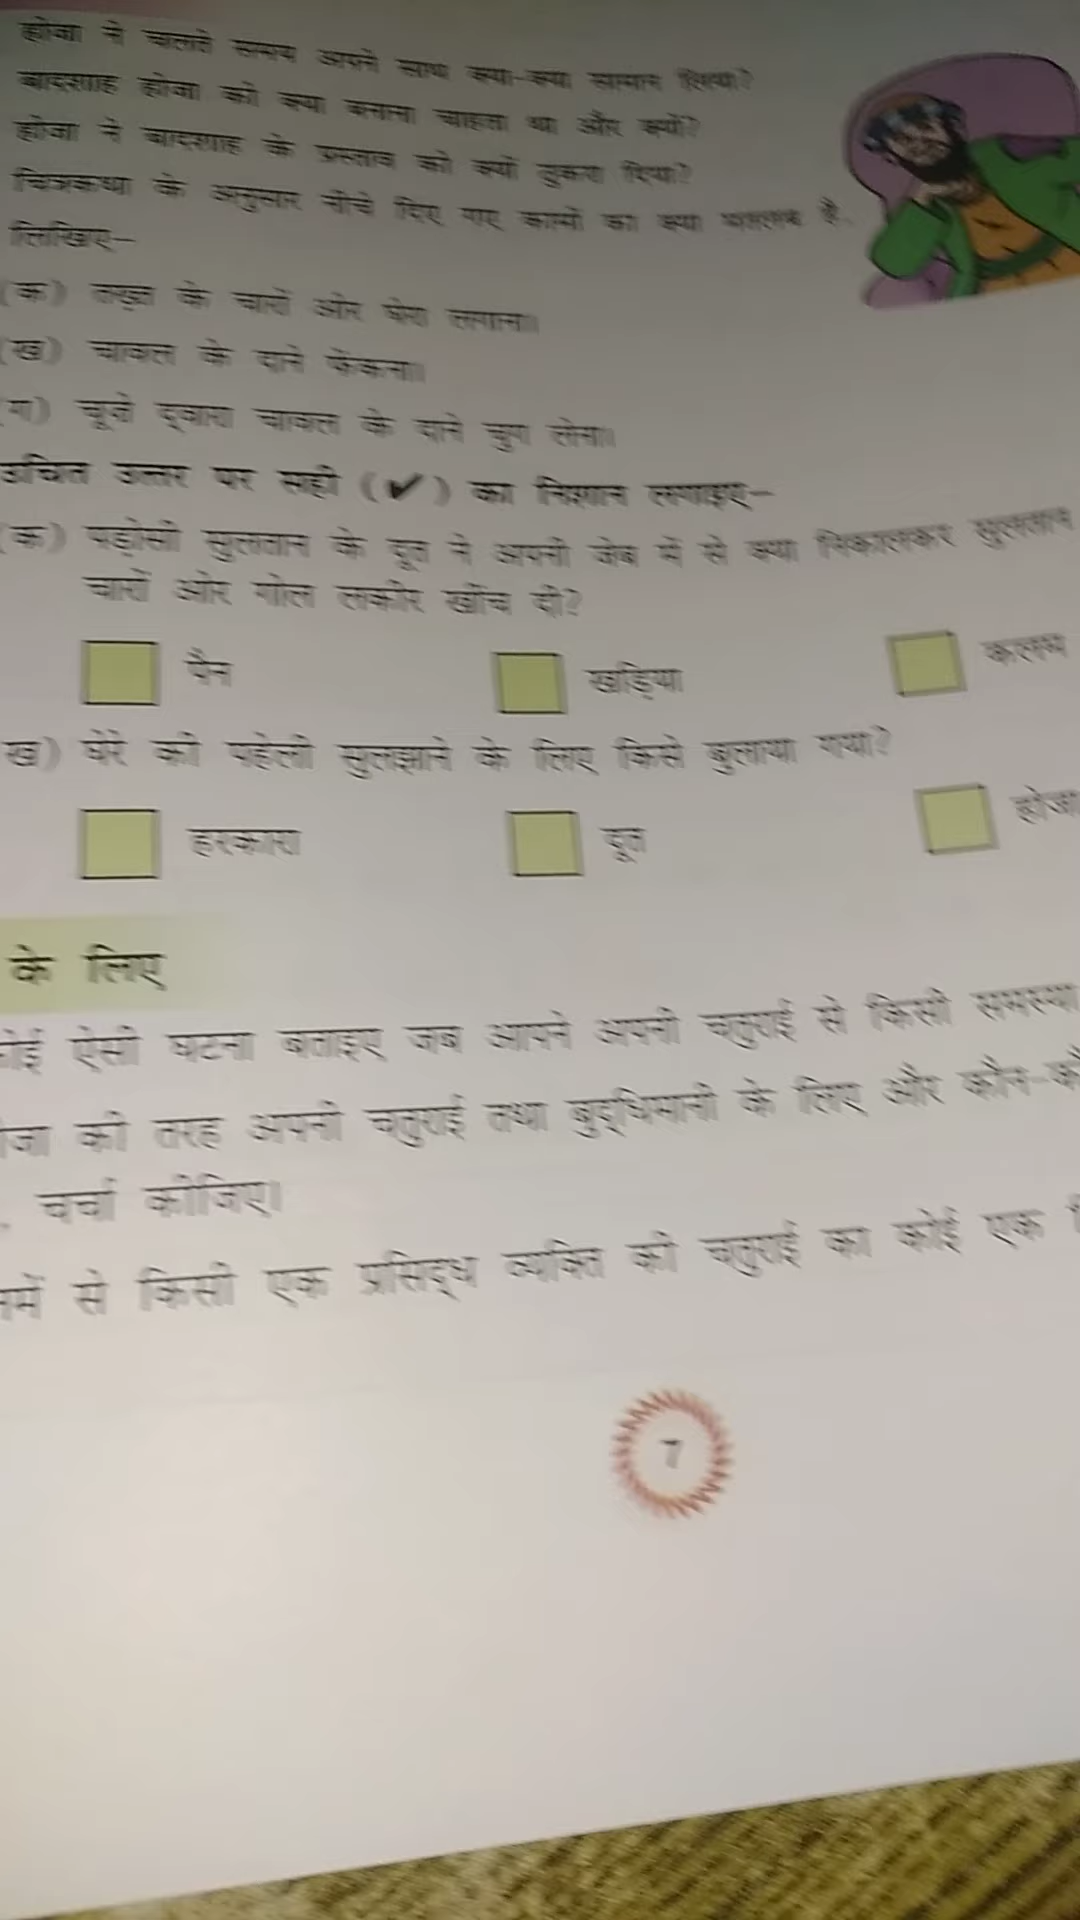 होजा ने चलते समय अपने साथ क्या-क्या सामान लिया?
बादशाह होजा को क्या बनाना चाहता था और क्यों?
होजा ने बादशाह के प्रस्ताव को क्यों ठुकरा दिया?
चित्रकथा के अनुसार नीचे दिए गए कामों का क्या मतलब है
लिखिए—
(क) तख़्त के चारों ओर घेरा लगाना।
(ख) चावल के दाने फेंकना।
(ग) चूज़े द्वारा चावल के दाने चुग लेना।
उचित उत्तर पर सही (✔) का निशान लगाइए—
(क) पड़ोसी सुलतान के दूत ने अपनी जेब में से क्या निकालकर सुलतान
चारों ओर गोल लकीर खींच दी?
पैन खड़िया कलम
ख) घेरे की पहेली सुलझाने के लिए किसे बुलाया गया?
हरकारा दूत होजा
के लिए
कोई ऐसी घटना बताइए जब आपने अपनी चतुराई से किसी समस्या
जा की तरह अपनी चतुराई तथा बुद्धिमानी के लिए और कौन-कौ
चर्चा कीजिए।
में से किसी एक प्रसिद्ध व्यक्ति की चतुराई का कोई एक
7